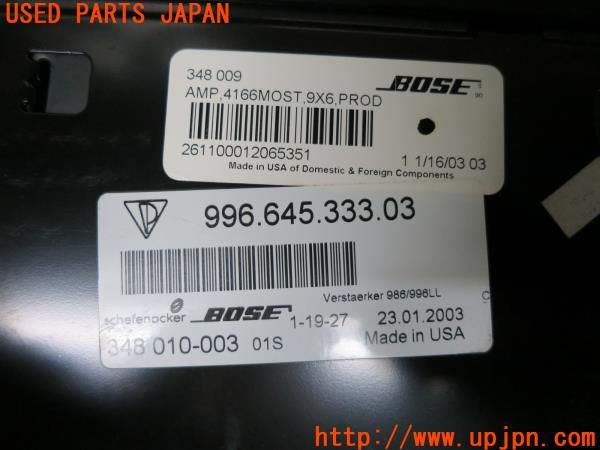 USED PARTS JAPAN
348 009
BOSE
AMP,4166MOST,9X6,PROD
261100012065351
1 1/16/03 03
Made in USA of Domestic & Foreign Components
996.645.333.03
Verstaerker 986/996LL
schefenacker BOSE 1-19-27 23.01.2003
348 010-003 01S Made in USA
UPJ http://www.upjpn.com/